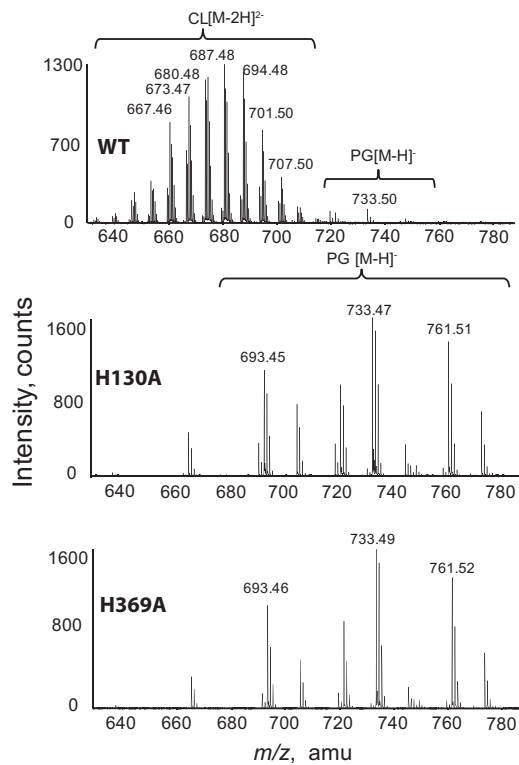 CL[M-2H]²⁻
687.48
680.48
694.48
673.47
667.46
701.50
707.50
WT
PG[M-H]⁻
733.50
1300
700
0
640 660 680 700 720 740 760 780
PG [M-H]⁻
733.47
761.51
693.45
H130A
1600
800
0
640 660 680 700 720 740 760 780
Intensity, counts
733.49
761.52
693.46
H369A
1600
800
0
640 660 680 700 720 740 760 780
m/z, amu